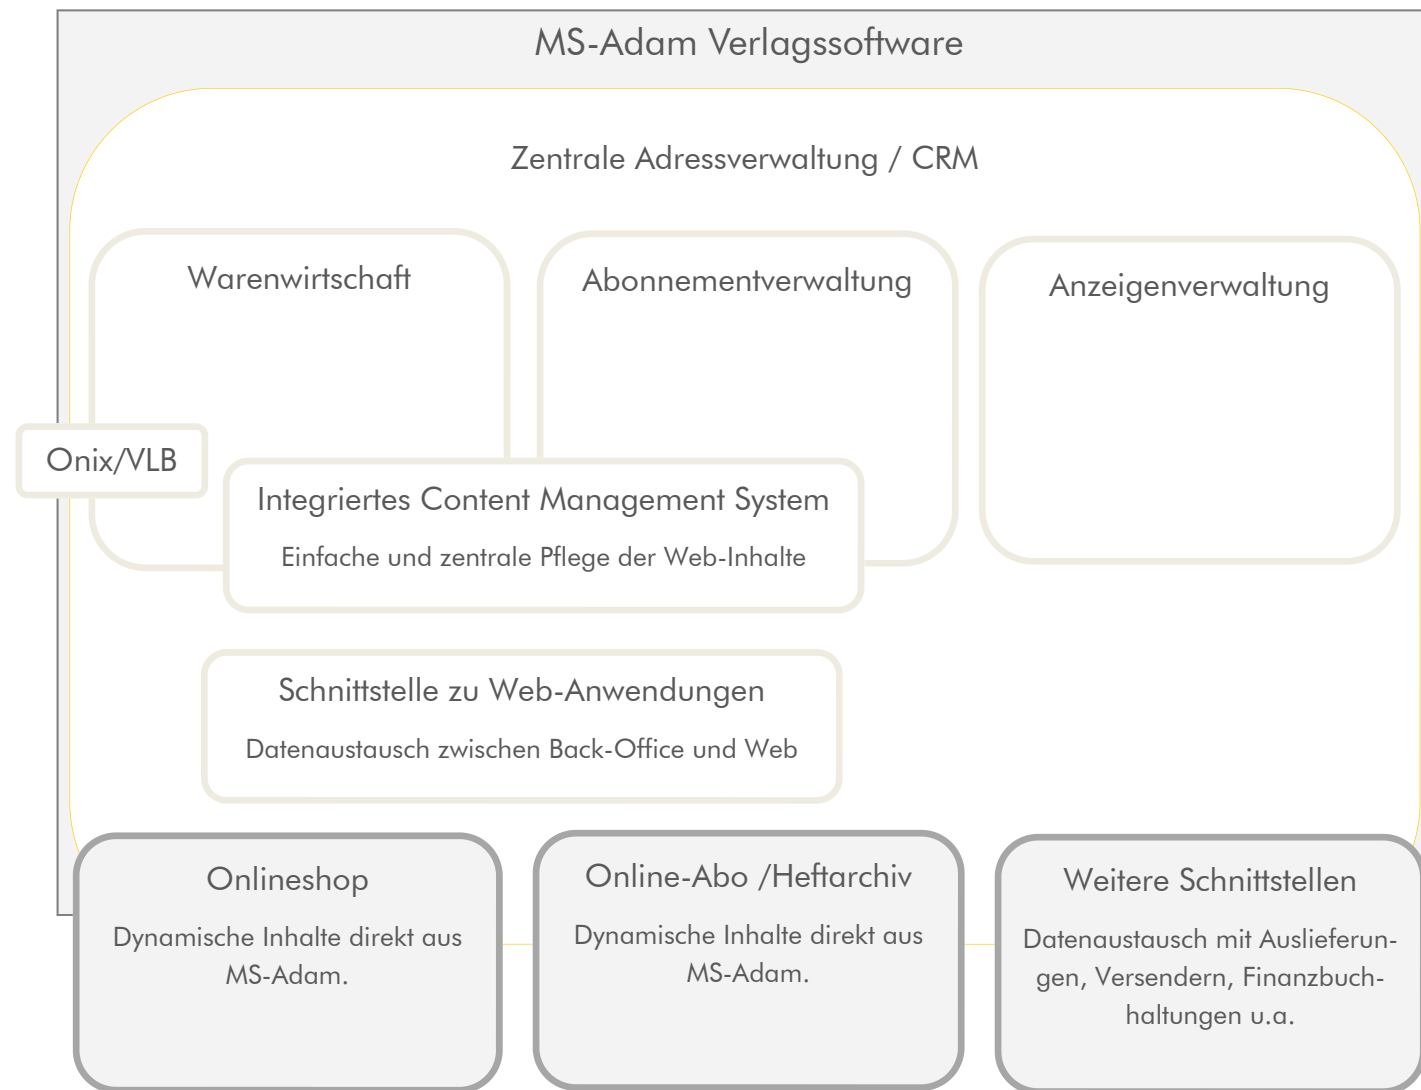 MS-Adam Verlagssoftware
Zentrale Adressverwaltung / CRM
Warenwirtschaft
Abonnementverwaltung
Anzeigenverwaltung
Onix/VLB
Integriertes Content Management System
Einfache und zentrale Pflege der Web-Inhalte
Schnittstelle zu Web-Anwendungen
Datenaustausch zwischen Back-Office und Web
Onlineshop
Dynamische Inhalte direkt aus
MS-Adam.
Online-Abo /Heftarchiv
Dynamische Inhalte direkt aus
MS-Adam.
Weitere Schnittstellen
Datenaustausch mit Auslieferun-
gen, Versendern, Finanzbuch-
haltungen u.a.